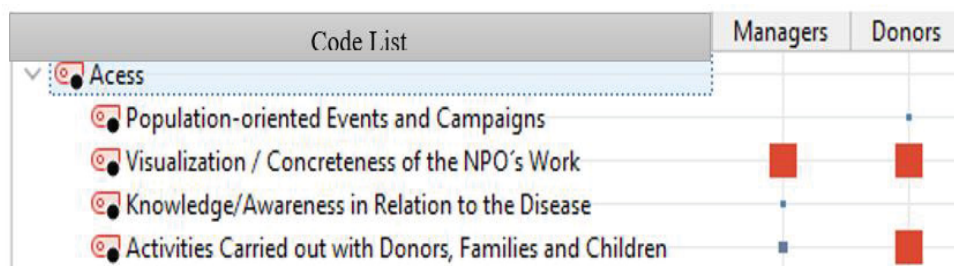 Code List Managers Donors
Acess
Population-oriented Events and Campaigns
Visualization / Concreteness of the NPO´s Work
Knowledge/Awareness in Relation to the Disease
Activities Carried out with Donors, Families and Children